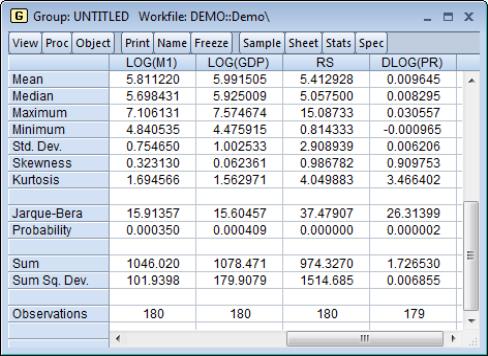 G Group: UNTITLED Workfile: DEMO::Demo\
View Proc Object Print Name Freeze Sample Sheet Stats Spec
LOG(M1) LOG(GDP) RS DLOG(PR)
Mean 5.811220 5.991505 5.412928 0.009645
Median 5.698431 5.925009 5.057500 0.008295
Maximum 7.106131 7.574674 15.08733 0.030557
Minimum 4.840535 4.475915 0.814333 -0.000965
Std. Dev. 0.754650 1.002533 2.908939 0.006206
Skewness 0.323130 0.062361 0.986782 0.909753
Kurtosis 1.694566 1.562971 4.049883 3.466402
Jarque-Bera 15.91357 15.60457 37.47907 26.31399
Probability 0.000350 0.000409 0.000000 0.000002
Sum 1046.020 1078.471 974.3270 1.726530
Sum Sq. Dev. 101.9398 179.9079 1514.685 0.006855
Observations 180 180 180 179